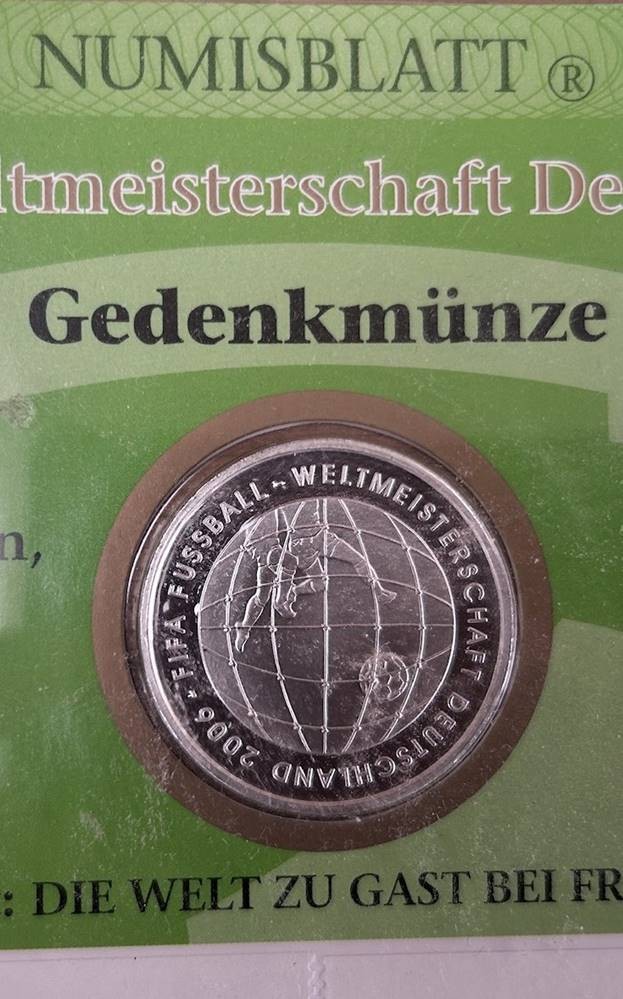 NUMISBLATT ®
ltmeisterschaft De
Gedenkmünze
n,
FIFA FUSSBALL - WELTMEISTERSCHAFT DEUTSCHLAND 2006 -
: DIE WELT ZU GAST BEI FR